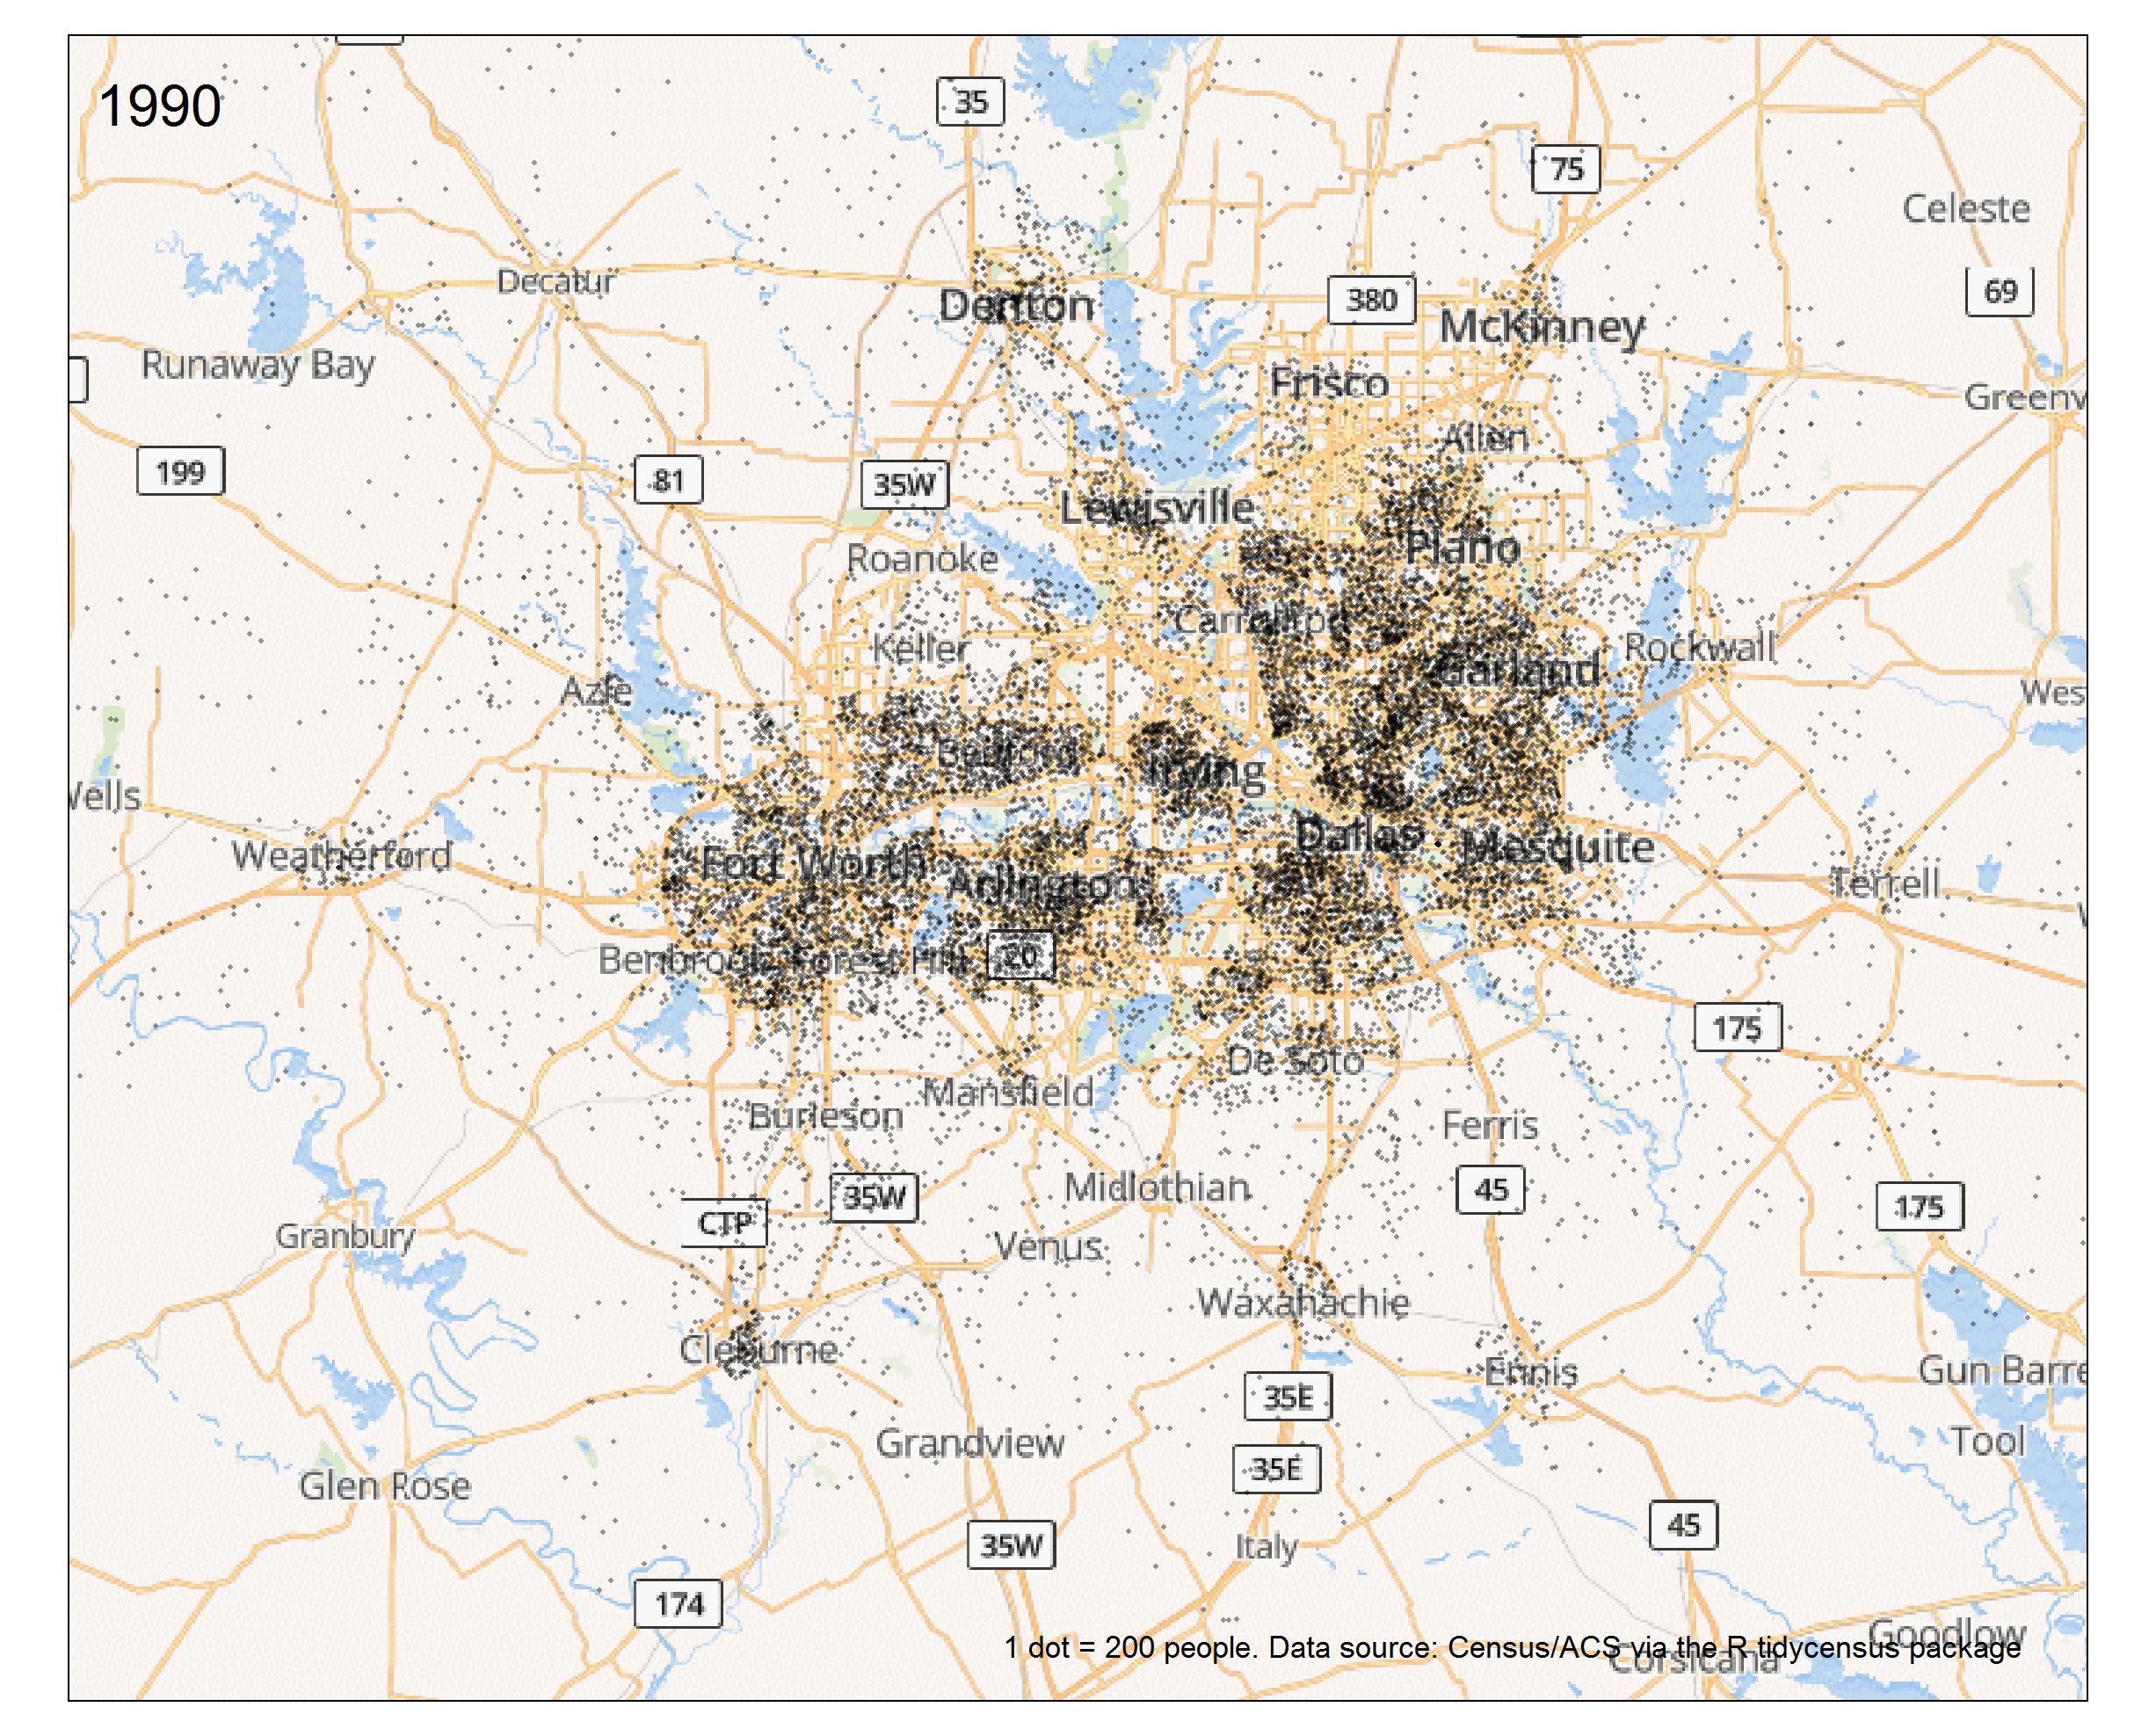 1990
35
75
Celeste
Decatur
69
Denton
380
McKinney
Runaway Bay
Frisco
Greenv
Allen
199
81
35W
Lewisville
Roanoke
Plano
Carrollton
Keller
Rockwall
Garland
Azle
Wes
Bedford
Irving
Wells
Dallas
Mesquite
Weatherford
Fort Worth
Arlington
Terrell
Benbrook
Forest Hill
20
175
De Soto
Mansfield
Burleson
Ferris
Midlothian
45
35W
175
CTP
Granbury
Venus
Waxahachie
Cleburne
Ennis
Gun Barre
35E
Grandview
Tool
35E
Glen Rose
45
35W
Italy
174
Goodlow
1 dot = 200 people. Data source: Census/ACS via the R tidycensus package
Corsicana